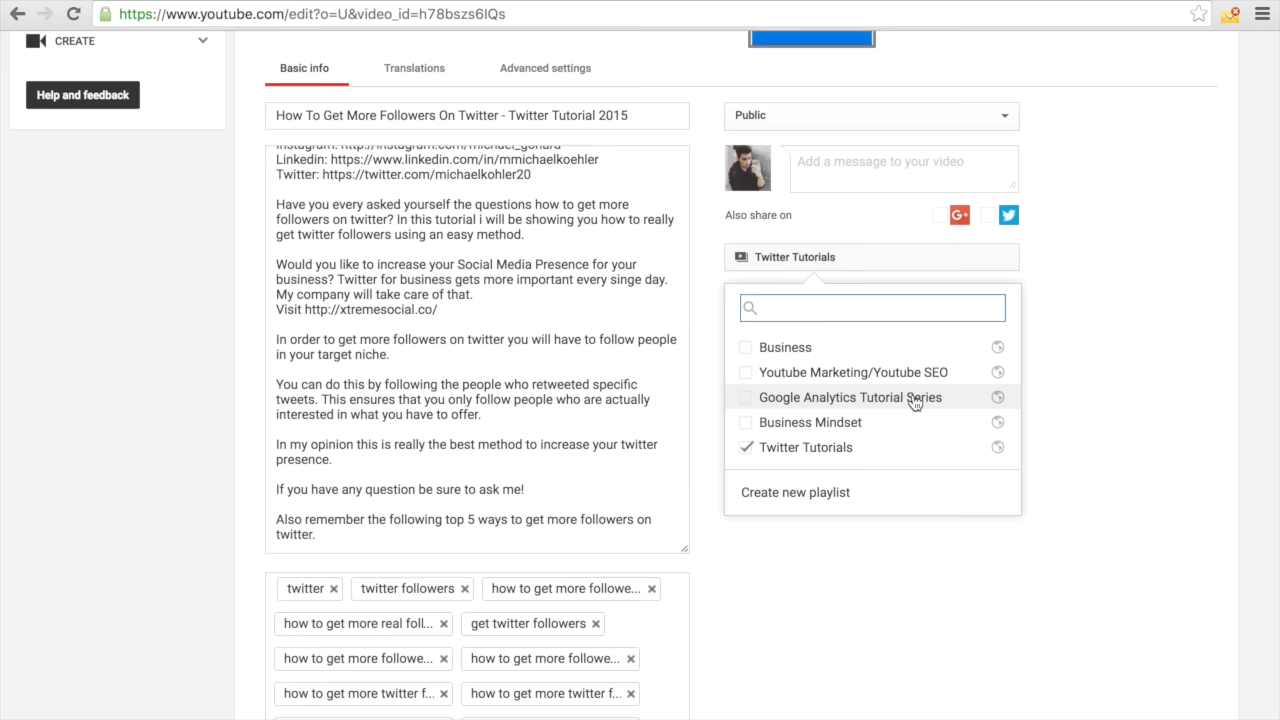 https://www.youtube.com/edit?o=U&video_id=h78bszs6IQs
CREATE
Help and feedback
Basic info
Translations
Advanced settings
How To Get More Followers On Twitter - Twitter Tutorial 2015
Linkedin: https://www.linkedin.com/in/mmichaelkoehler
Twitter: https://twitter.com/michaelkohler20
Have you every asked yourself the questions how to get more
followers on twitter? In this tutorial i will be showing you how to really
get twitter followers using an easy method.
Would you like to increase your Social Media Presence for your
business? Twitter for business gets more important every singe day.
My company will take care of that.
Visit http://xtremesocial.co/
In order to get more followers on twitter you will have to follow people
in your target niche.
You can do this by following the people who retweeted specific
tweets. This ensures that you only follow people who are actually
interested in what you have to offer.
In my opinion this is really the best method to increase your twitter
presence.
If you have any question be sure to ask me!
Also remember the following top 5 ways to get more followers on
twitter.
twitter
twitter followers
how to get more followe...
how to get more real foll...
get twitter followers
how to get more followe...
how to get more followe...
how to get more twitter f...
how to get more twitter f...
Public
Add a message to your video
Also share on
G+
Twitter Tutorials
Business
Youtube Marketing/Youtube SEO
Google Analytics Tutorial Series
Business Mindset
Twitter Tutorials
Create new playlist